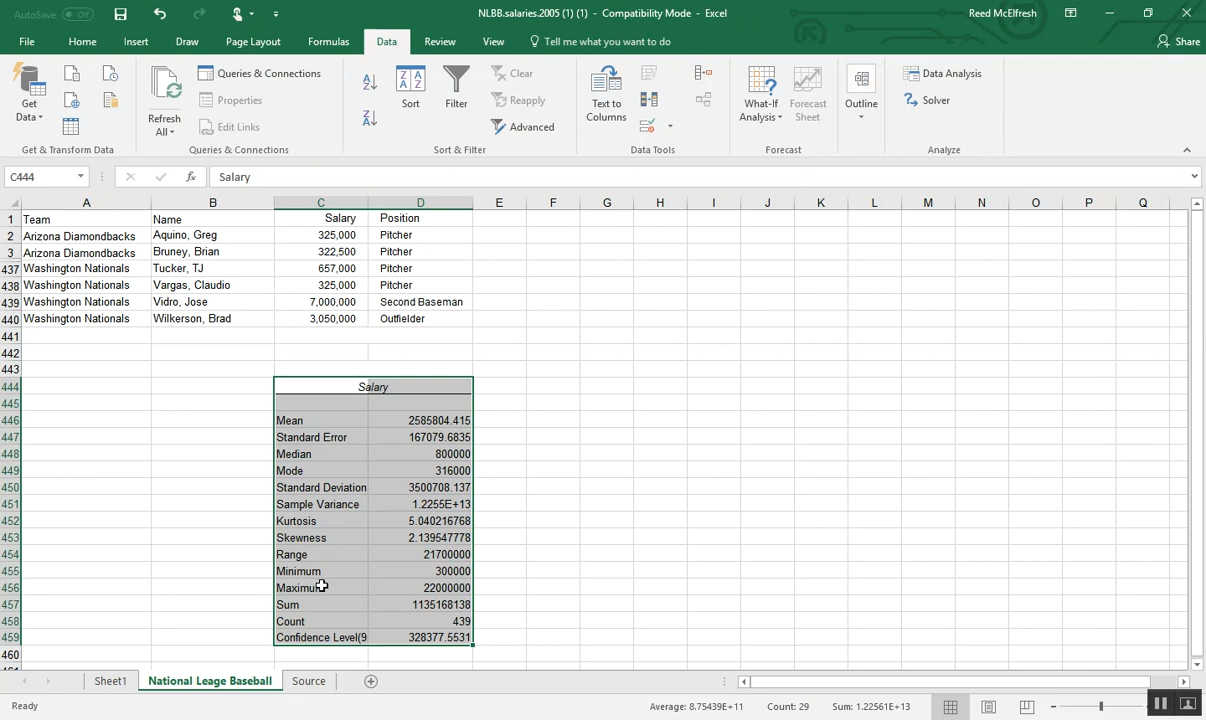 AutoSave Off
NLBB.salaries.2005 (1) (1) - Compatibility Mode - Excel
Reed McElfresh
File Home Insert Draw Page Layout Formulas Data Review View Tell me what you want to do Share
Get Data
Refresh All
Queries & Connections
Properties
Edit Links
Sort
Filter
Clear
Reapply
Advanced
Text to Columns
What-If Analysis
Forecast Sheet
Outline
Data Analysis
Solver
Get & Transform Data Queries & Connections Sort & Filter Data Tools Forecast Analyze
C444 fx Salary
A B C D E F G H I J K L M N O P Q
1 Team Name Salary Position
2 Arizona Diamondbacks Aquino, Greg 325,000 Pitcher
3 Arizona Diamondbacks Bruney, Brian 322,500 Pitcher
437 Washington Nationals Tucker, TJ 657,000 Pitcher
438 Washington Nationals Vargas, Claudio 325,000 Pitcher
439 Washington Nationals Vidro, Jose 7,000,000 Second Baseman
440 Washington Nationals Wilkerson, Brad 3,050,000 Outfielder
441
442
443
444 Salary
445
446 Mean 2585804.415
447 Standard Error 167079.6835
448 Median 800000
449 Mode 316000
450 Standard Deviation 3500708.137
451 Sample Variance 1.2255E+13
452 Kurtosis 5.040216768
453 Skewness 2.139547778
454 Range 21700000
455 Minimum 300000
456 Maximum 22000000
457 Sum 1135168138
458 Count 439
459 Confidence Level(9 328377.5531
460
461
Sheet1 National Leage Baseball Source
Ready Average: 8.75439E+11 Count: 29 Sum: 1.22561E+13